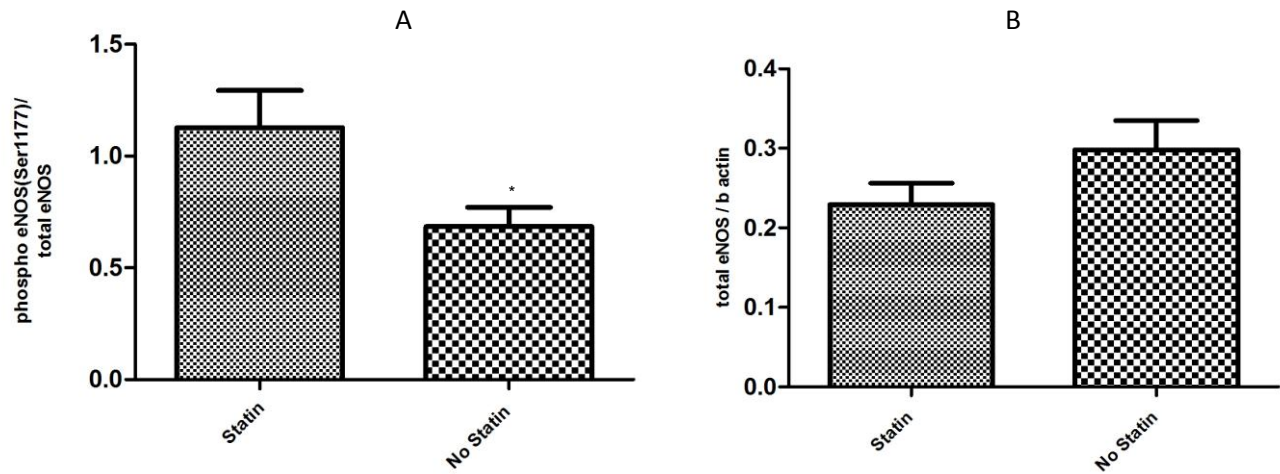 A
1.5
1.0
0.5
0.0
phospho eNOS(Ser1177)/
total eNOS
*
Statin
No Statin
B
0.4
0.3
0.2
0.1
0.0
total eNOS / b actin
Statin
No Statin